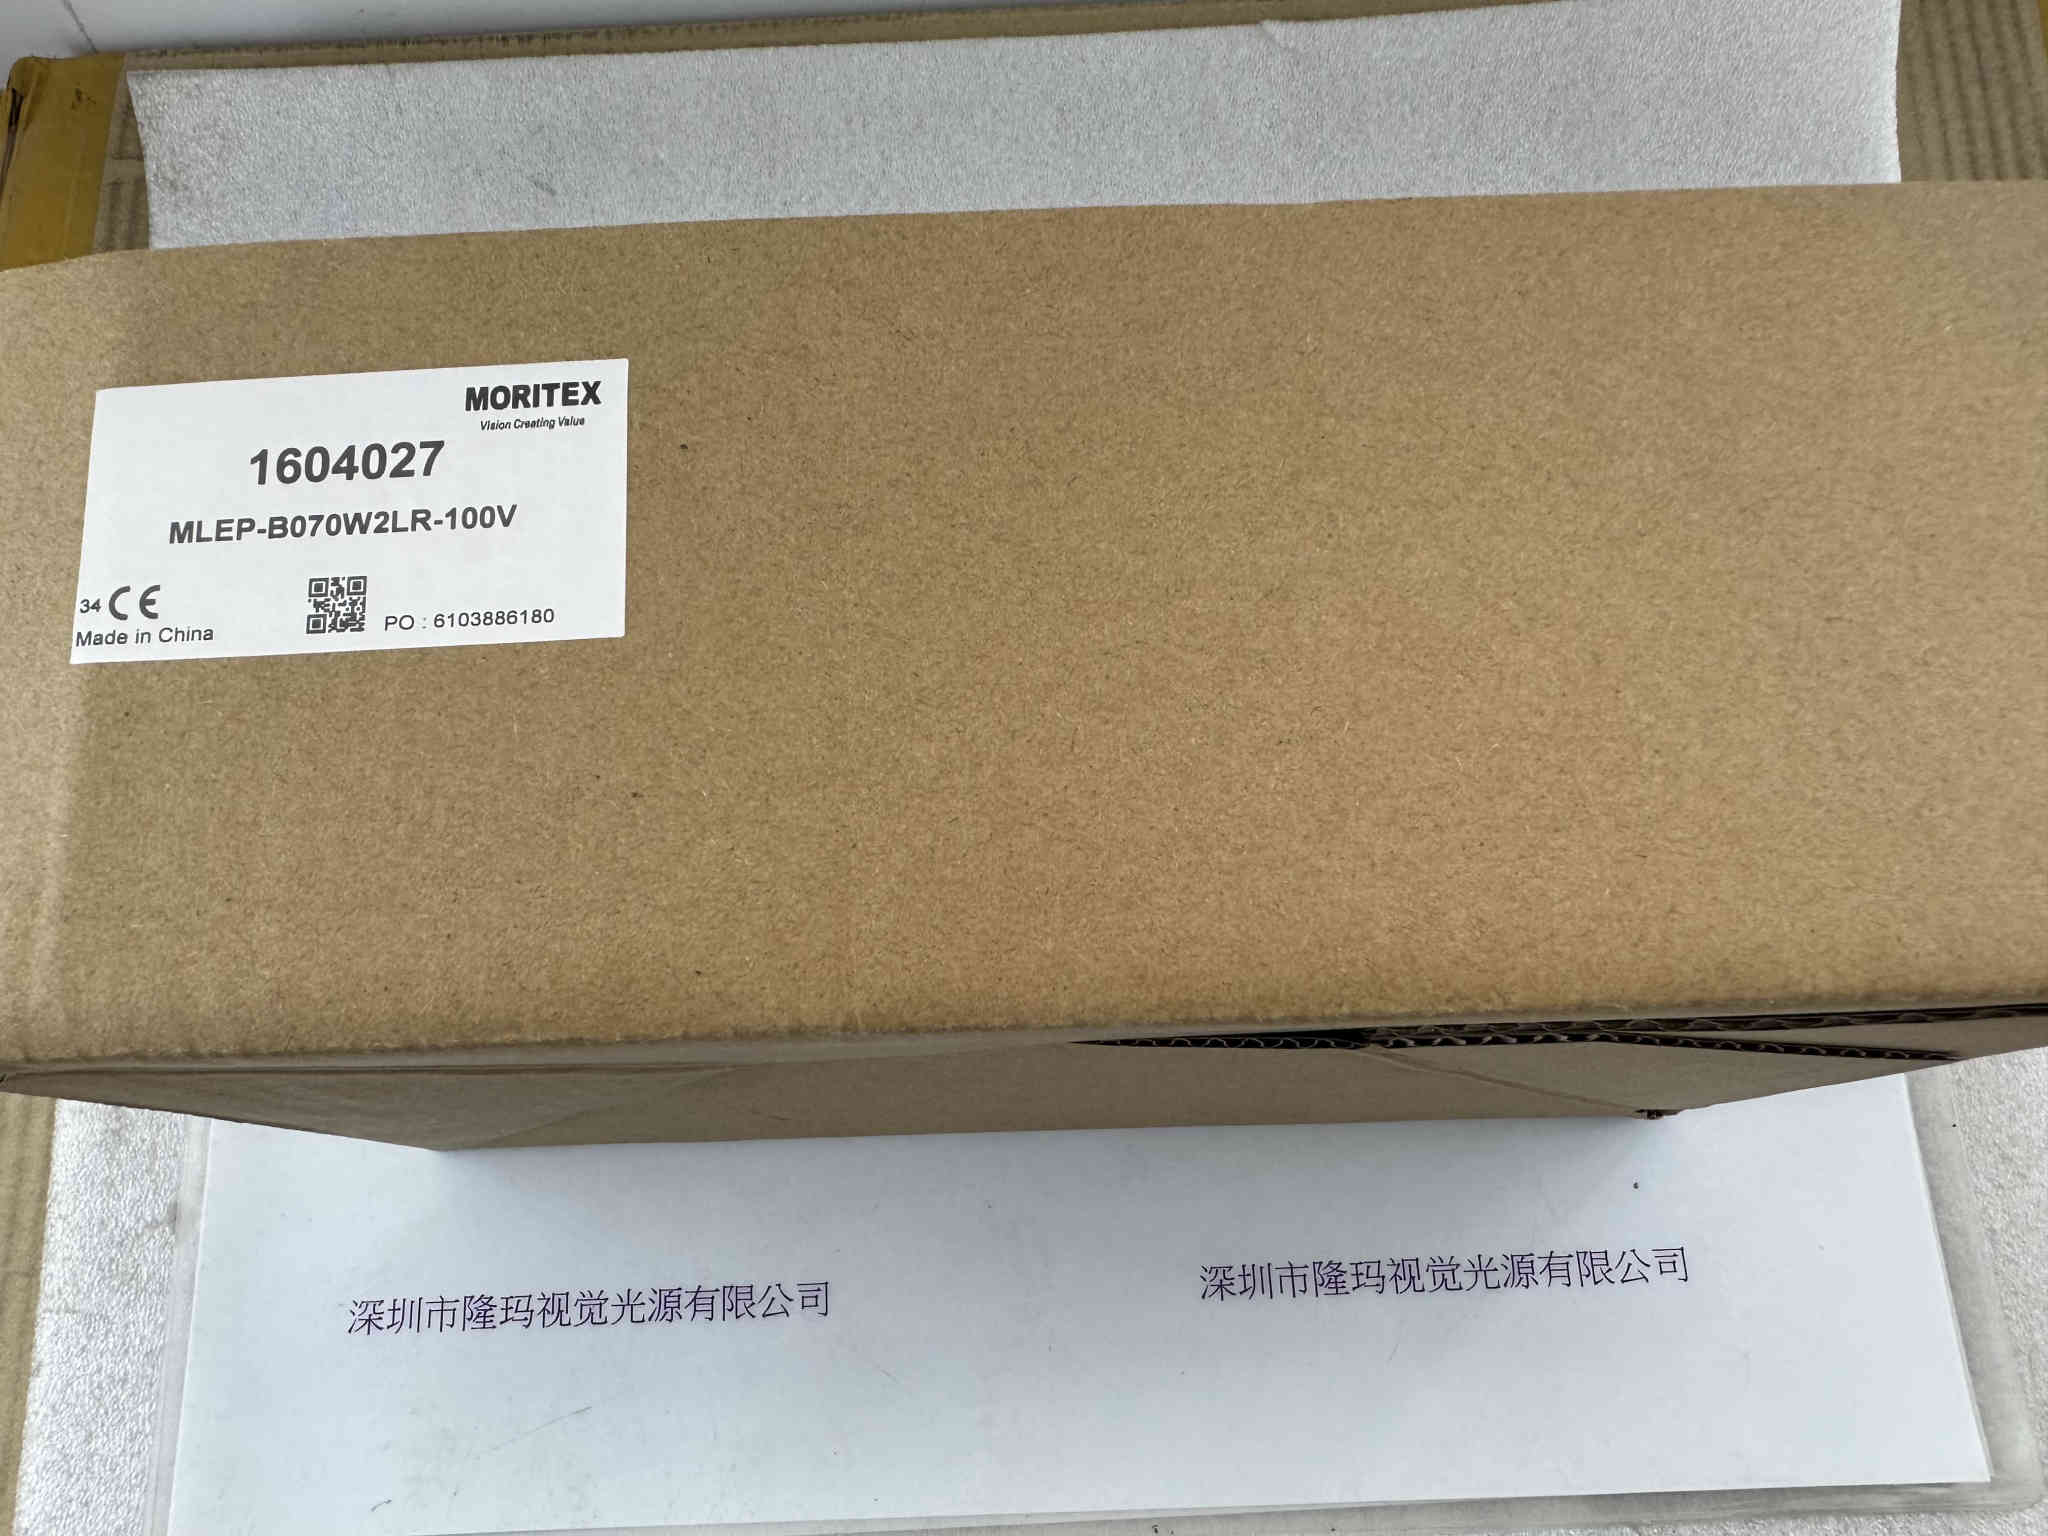 MORITEX
Vision Creating Value
1604027
MLEP-B070W2LR-100V
34 CE
Made in China
PO : 6103886180
深圳市隆玛视觉光源有限公司
深圳市隆玛视觉光源有限公司